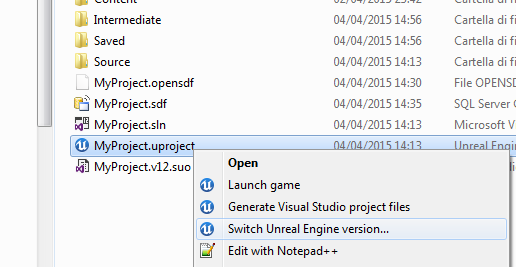 Intermediate 04/04/2015 14:56 Cartella di fi
Saved 04/04/2015 14:56 Cartella di fi
Source 04/04/2015 14:13 Cartella di fi
MyProject.opensdf 04/04/2015 14:30 File OPENSD
MyProject.sdf 04/04/2015 14:35 SQL Server C
MyProject.sln 04/04/2015 14:13 Microsoft V
MyProject.uproject 04/04/2015 14:13 Unreal Engin
MyProject.v12.suo
Open
Launch game
Generate Visual Studio project files
Switch Unreal Engine version...
Edit with Notepad++